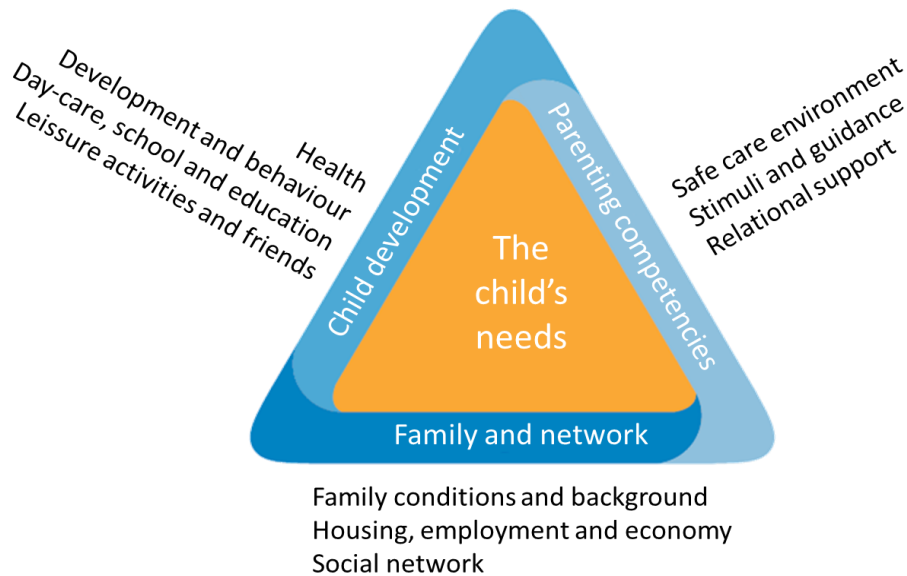 Health
Development and behaviour
Day-care, school and education
Leissure activities and friends
Child development
Parenting competencies
Safe care environment
Stimuli and guidance
Relational support
The
child's
needs
Family and network
Family conditions and background
Housing, employment and economy
Social network